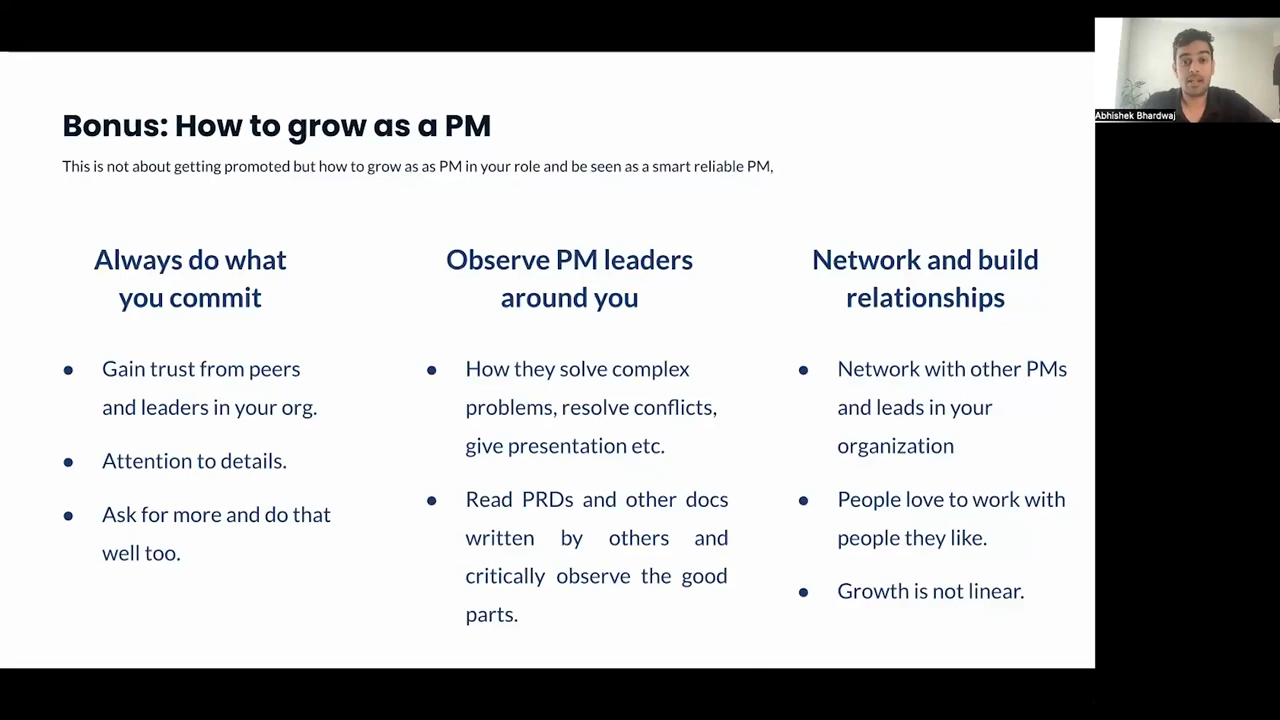 Bonus: How to grow as a PM
This is not about getting promoted but how to grow as as PM in your role and be seen as a smart reliable PM,
Always do what
you commit
Gain trust from peers
and leaders in your org.
Attention to details.
Ask for more and do that
well too.
Observe PM leaders
around you
How they solve complex
problems, resolve conflicts,
give presentation etc.
Read PRDs and other docs
written by others and
critically observe the good
parts.
Network and build
relationships
Network with other PMs
and leads in your
organization
People love to work with
people they like.
Growth is not linear.
Abhishek Bhardwaj